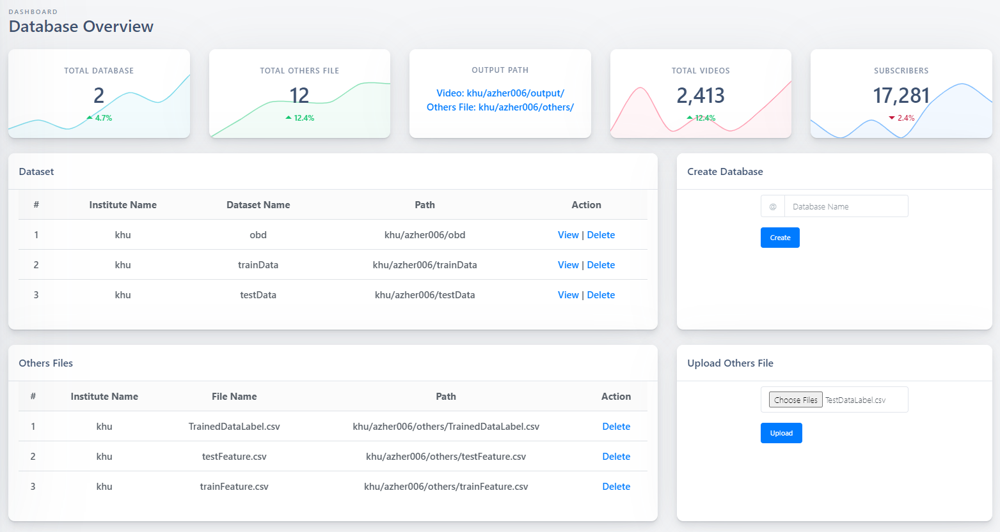 DASHBOARD
Database Overview
TOTAL DATABASE
2
4.7%
TOTAL OTHERS FILE
12
12.4%
OUTPUT PATH
Video: khu/azher006/output/
Others File: khu/azher006/others/
TOTAL VIDEOS
2,413
12.4%
SUBSCRIBERS
17,281
2.4%
Dataset
# Institute Name Dataset Name Path Action
1 khu obd khu/azher006/obd View | Delete
2 khu trainData khu/azher006/trainData View | Delete
3 khu testData khu/azher006/testData View | Delete
Create Database
@ Database Name
Create
Others Files
# Institute Name File Name Path Action
1 khu TrainedDataLabel.csv khu/azher006/others/TrainedDataLabel.csv Delete
2 khu testFeature.csv khu/azher006/others/testFeature.csv Delete
3 khu trainFeature.csv khu/azher006/others/trainFeature.csv Delete
Upload Others File
Choose Files TestDataLabel.csv
Upload